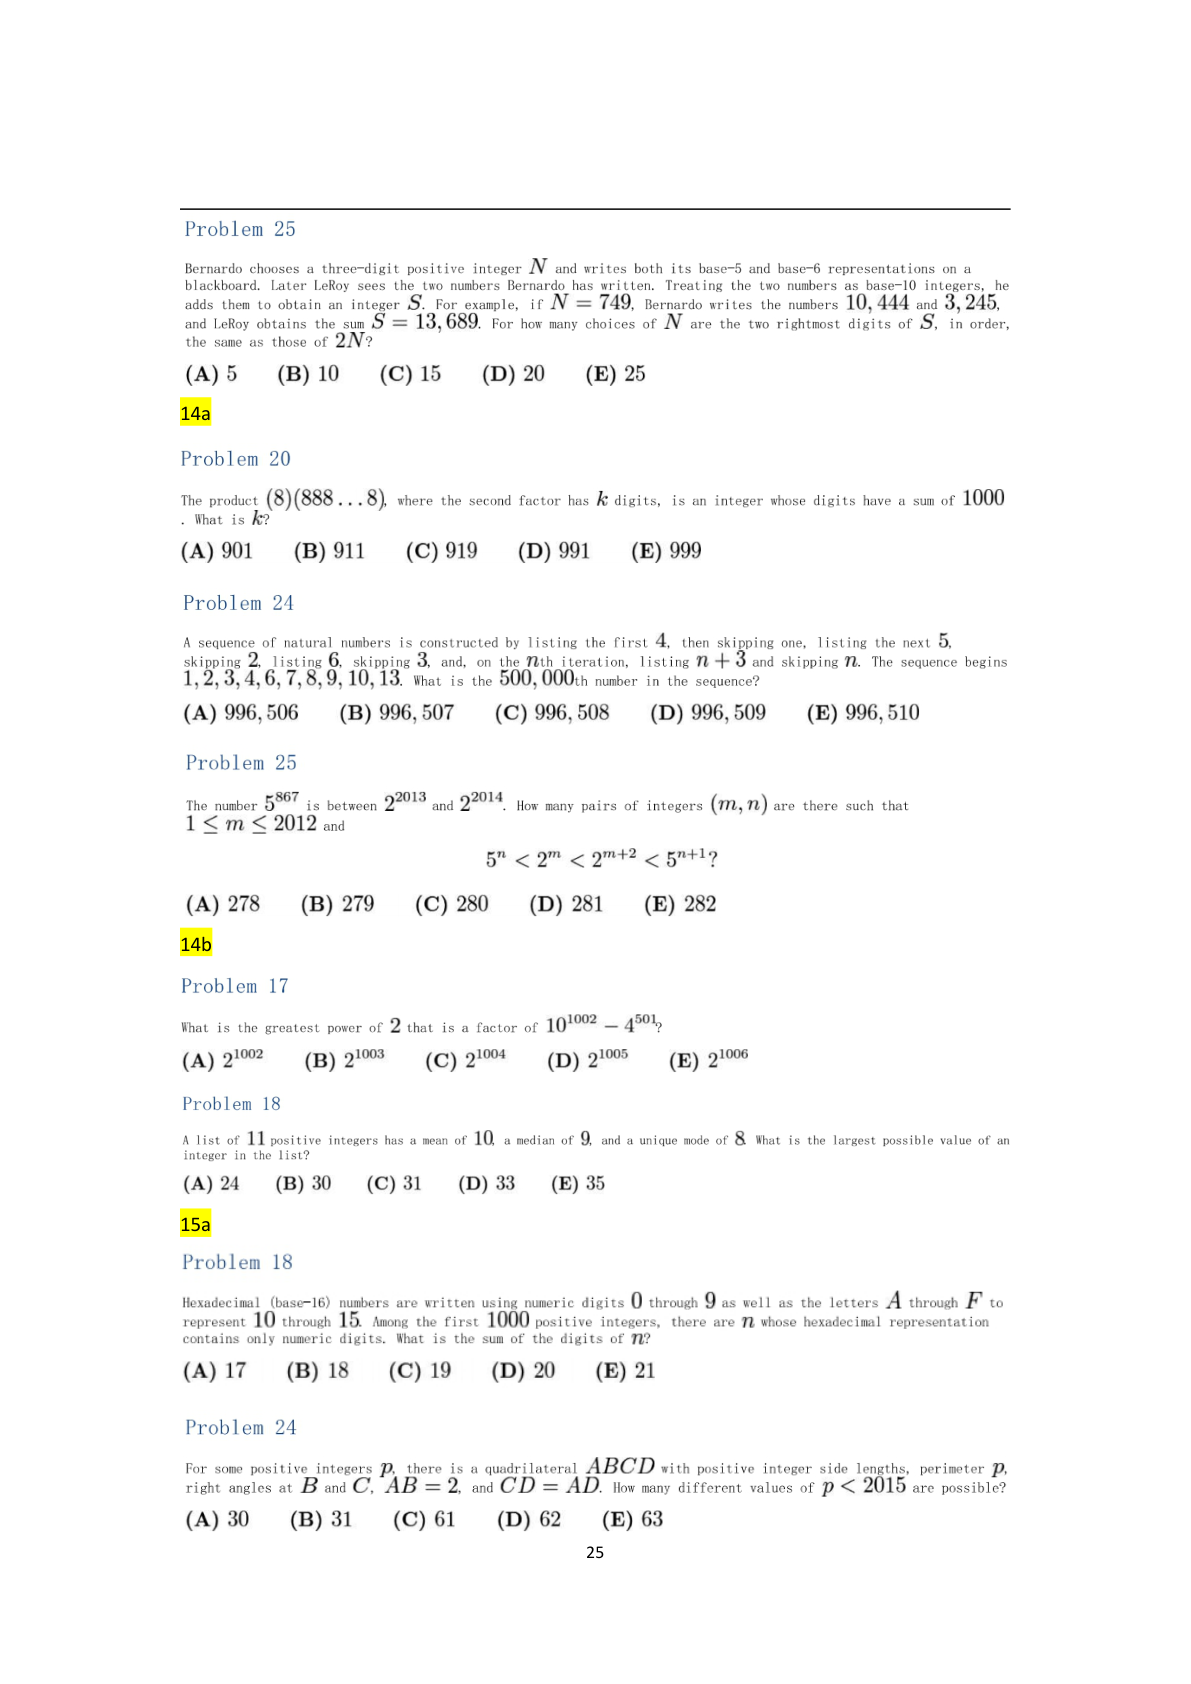 Problem 25
Bernardo chooses a three-digit positive integer N and writes both its base-5 and base-6 representations on a
blackboard. Later LeRoy sees the two numbers Bernardo has written. Treating the two numbers as base-10 integers, he
adds them to obtain an integer S. For example, if N = 749, Bernardo writes the numbers 10,444 and 3,245,
and LeRoy obtains the sum S = 13,689. For how many choices of N are the two rightmost digits of S, in order,
the same as those of 2N?
(A) 5 (B) 10 (C) 15 (D) 20 (E) 25
14a
Problem 20
The product (8)(888...8), where the second factor has k digits, is an integer whose digits have a sum of 1000
. What is k?
(A) 901 (B) 911 (C) 919 (D) 991 (E) 999
Problem 24
A sequence of natural numbers is constructed by listing the first 4, then skipping one, listing the next 5,
skipping 2, listing 6, skipping 3, and, on the nth iteration, listing n + 3 and skipping n. The sequence begins
1, 2, 3, 4, 6, 7, 8, 9, 10, 13. What is the 500,000th number in the sequence?
(A) 996,506 (B) 996,507 (C) 996,508 (D) 996,509 (E) 996,510
Problem 25
The number 5^867 is between 2^2013 and 2^2014. How many pairs of integers (m, n) are there such that
1 ≤ m ≤ 2012 and
5^n < 2^m < 2^{m+2} < 5^{n+1}?
(A) 278 (B) 279 (C) 280 (D) 281 (E) 282
14b
Problem 17
What is the greatest power of 2 that is a factor of 10^1002 − 4^501?
(A) 2^1002 (B) 2^1003 (C) 2^1004 (D) 2^1005 (E) 2^1006
Problem 18
A list of 11 positive integers has a mean of 10, a median of 9, and a unique mode of 8. What is the largest possible value of an
integer in the list?
(A) 24 (B) 30 (C) 31 (D) 33 (E) 35
15a
Problem 18
Hexadecimal (base-16) numbers are written using numeric digits 0 through 9 as well as the letters A through F to
represent 10 through 15. Among the first 1000 positive integers, there are n whose hexadecimal representation
contains only numeric digits. What is the sum of the digits of n?
(A) 17 (B) 18 (C) 19 (D) 20 (E) 21
Problem 24
For some positive integers p, there is a quadrilateral ABCD with positive integer side lengths, perimeter p,
right angles at B and C, AB = 2, and CD = AD. How many different values of p < 2015 are possible?
(A) 30 (B) 31 (C) 61 (D) 62 (E) 63
25